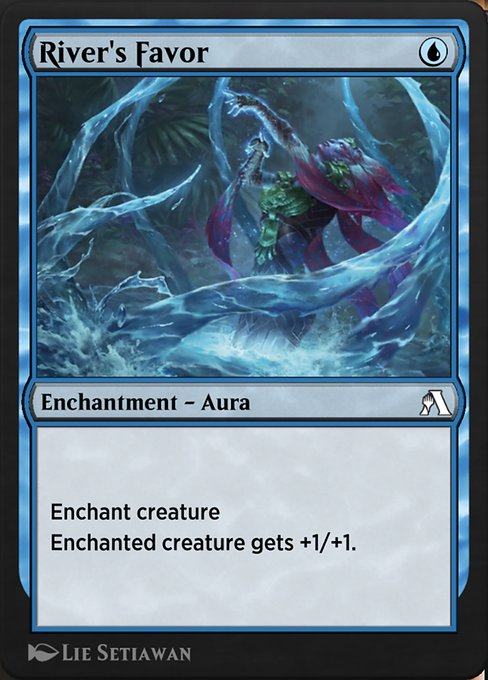 River's Favor
Enchantment – Aura
Enchant creature
Enchanted creature gets +1/+1.
Lie Setiawan